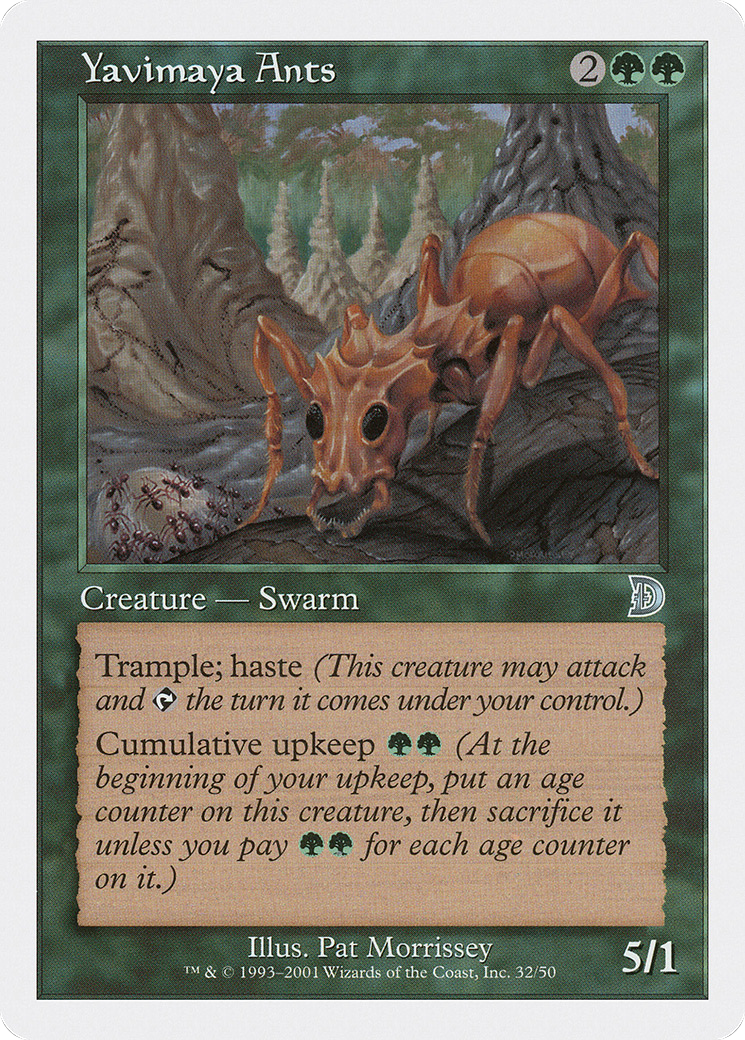 Yavimaya Ants 2
Creature — Swarm
Trample; haste (This creature may attack
and the turn it comes under your control.)
Cumulative upkeep (At the
beginning of your upkeep, put an age
counter on this creature, then sacrifice it
unless you pay for each age counter
on it.)
Illus. Pat Morrissey
™ & © 1993–2001 Wizards of the Coast, Inc. 32/50
5/1